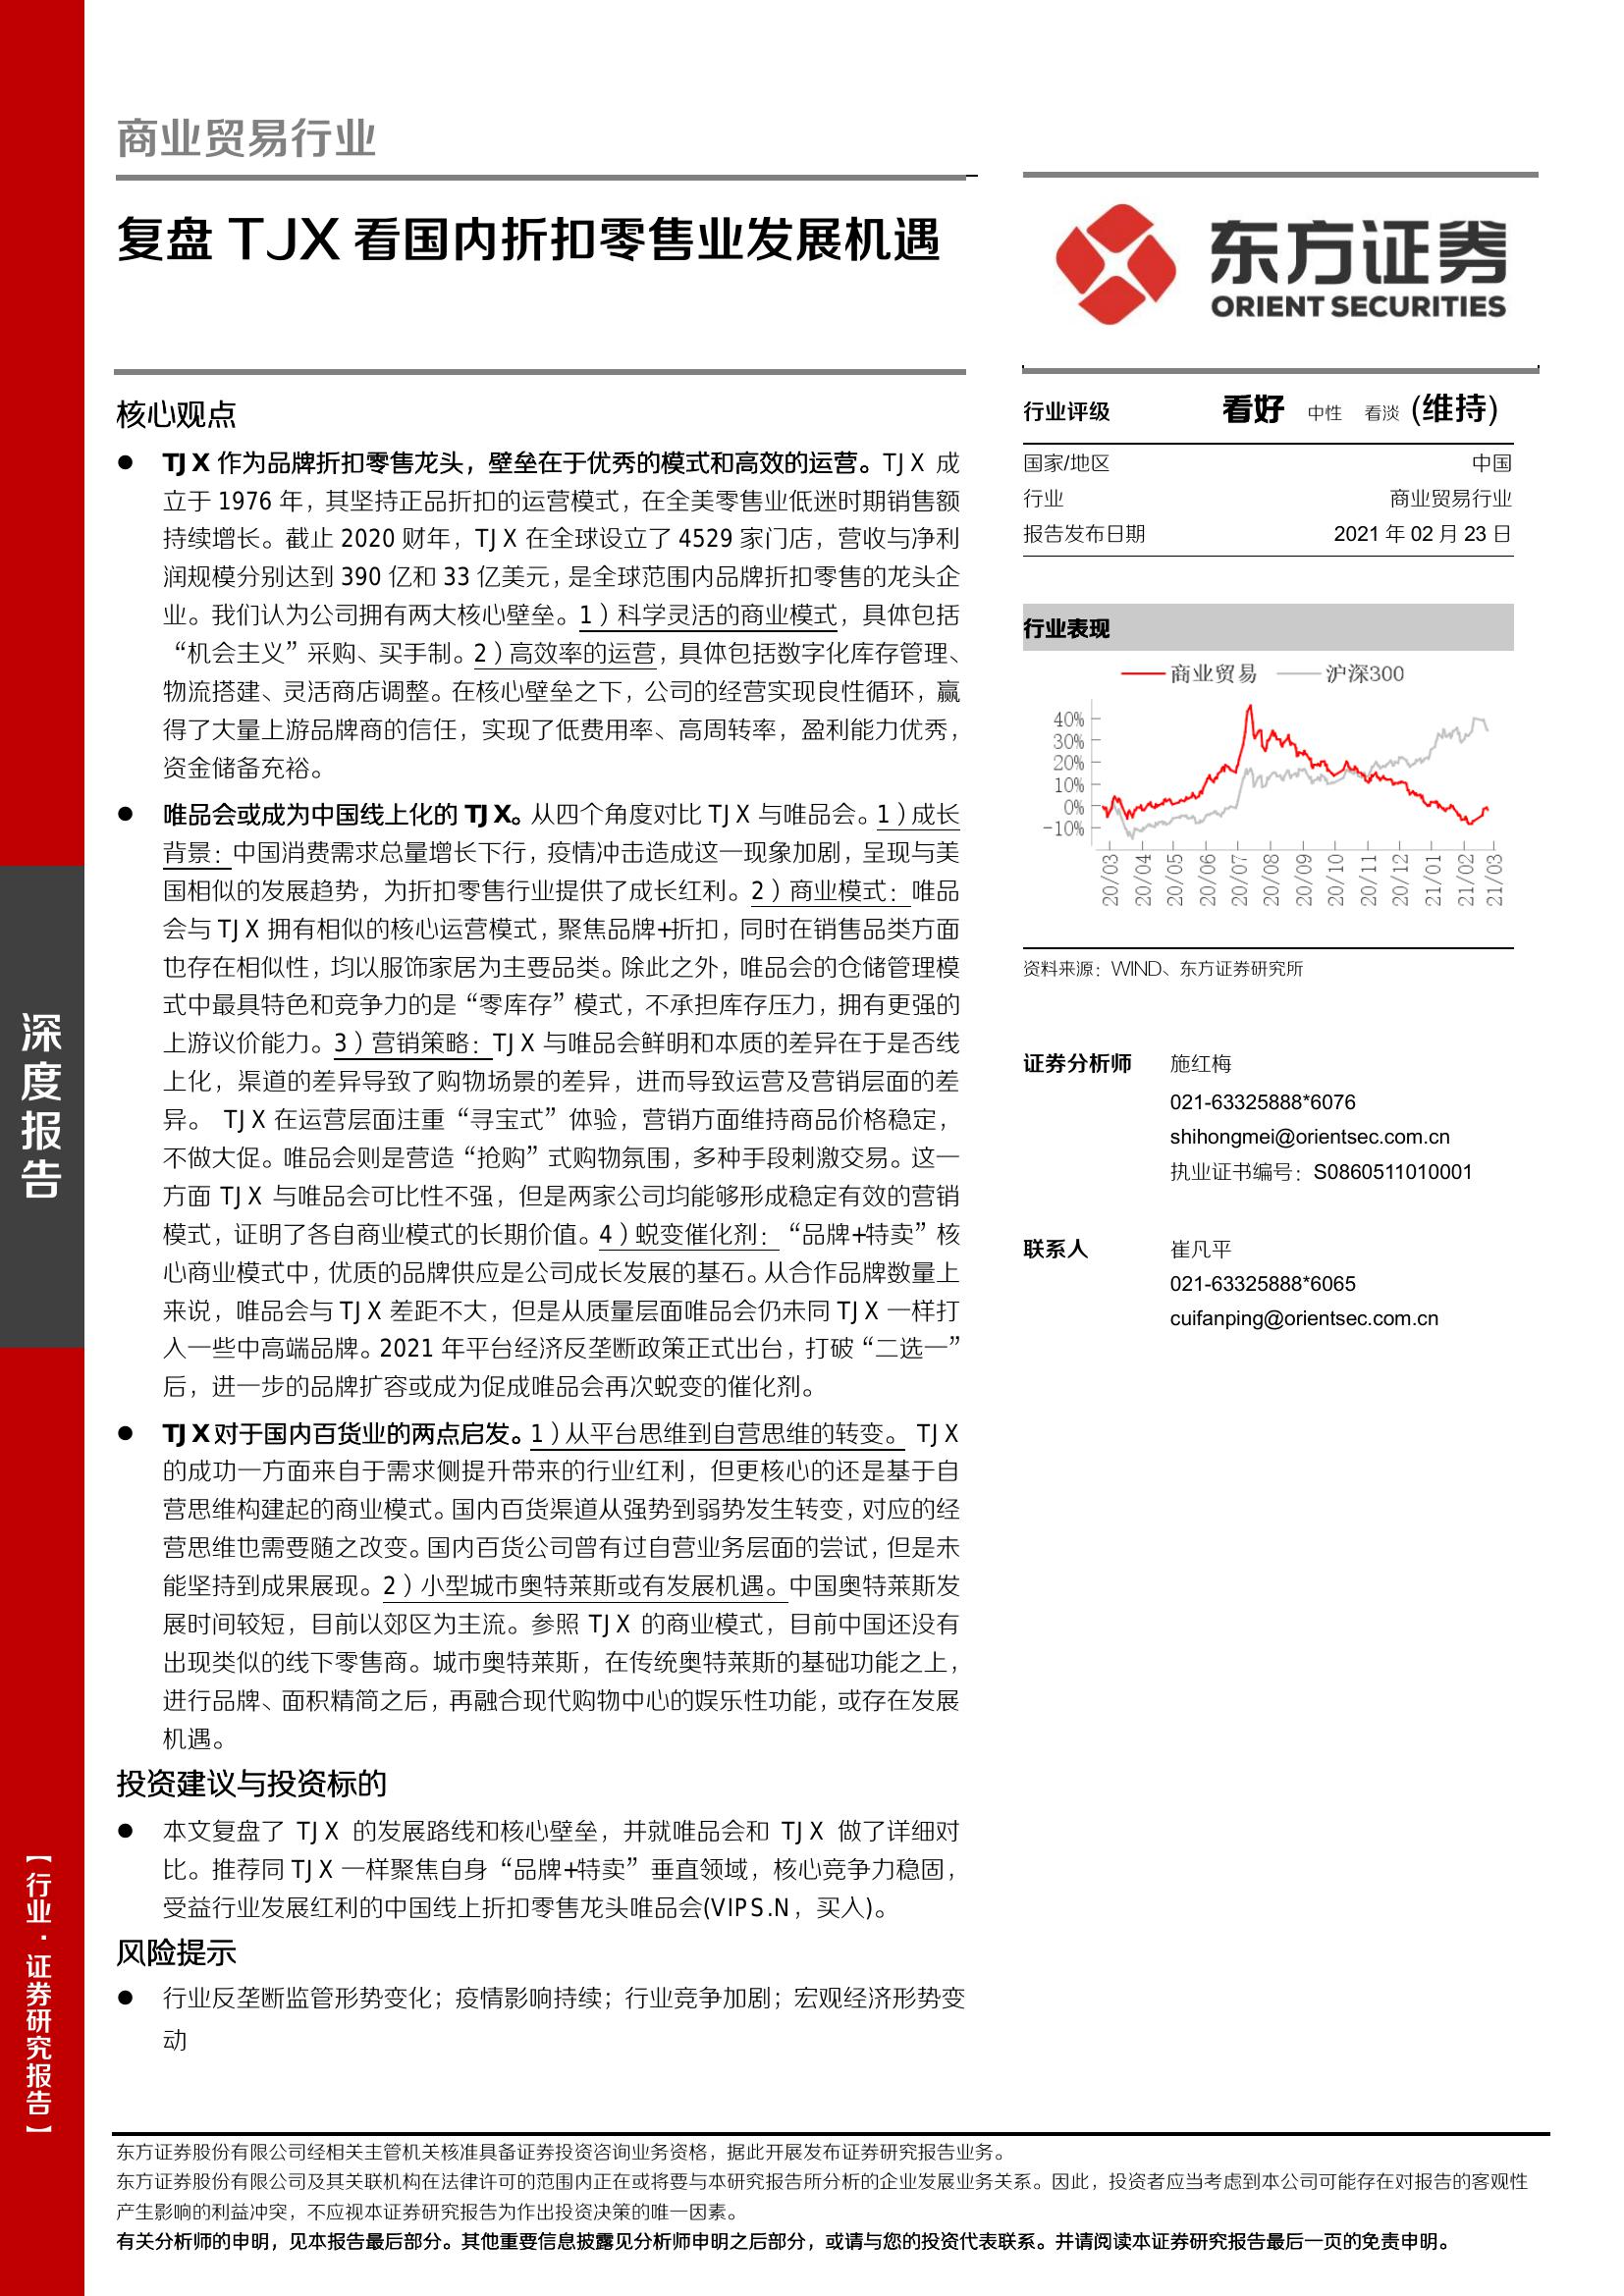 商业贸易行业
复盘 TJX 看国内折扣零售业发展机遇
核心观点
● TJX 作为品牌折扣零售龙头，壁垒在于优秀的模式和高效的运营。TJX 成
立于 1976 年，其坚持正品折扣的运营模式，在全美零售业低迷时期销售额
持续增长。截止 2020 财年，TJX 在全球设立了 4529 家门店，营收与净利
润规模分别达到 390 亿和 33 亿美元，是全球范围内品牌折扣零售的龙头企
业。我们认为公司拥有两大核心壁垒。1）科学灵活的商业模式，具体包括
“机会主义”采购、买手制。2）高效率的运营，具体包括数字化库存管理、
物流搭建、灵活商店调整。在核心壁垒之下，公司的经营实现良性循环，赢
得了大量上游品牌商的信任，实现了低费用率、高周转率，盈利能力优秀，
资金储备充裕。
● 唯品会或成为中国线上化的 TJX。从四个角度对比 TJX 与唯品会。1）成长
背景：中国消费需求总量增长下行，疫情冲击造成这一现象加剧，呈现与美
国相似的发展趋势，为折扣零售行业提供了成长红利。2）商业模式：唯品
会与 TJX 拥有相似的核心运营模式，聚焦品牌+折扣，同时在销售品类方面
也存在相似性，均以服饰家居为主要品类。除此之外，唯品会的仓储管理模
式中最具特色和竞争力的是“零库存”模式，不承担库存压力，拥有更强的
上游议价能力。3）营销策略：TJX 与唯品会鲜明和本质的差异在于是否线
上化，渠道的差异导致了购物场景的差异，进而导致运营及营销层面的差
异。 TJX 在运营层面注重“寻宝式”体验，营销方面维持商品价格稳定，
不做大促。唯品会则是营造“抢购”式购物氛围，多种手段刺激交易。这一
方面 TJX 与唯品会可比性不强，但是两家公司均能够形成稳定有效的营销
模式，证明了各自商业模式的长期价值。4）蜕变催化剂：“品牌+特卖”核
心商业模式中，优质的品牌供应是公司成长发展的基石。从合作品牌数量上
来说，唯品会与 TJX 差距不大，但是从质量层面唯品会仍未同 TJX 一样打
入一些中高端品牌。2021 年平台经济反垄断政策正式出台，打破“二选一”
后，进一步的品牌扩容或成为促成唯品会再次蜕变的催化剂。
● TJX 对于国内百货业的两点启发。1）从平台思维到自营思维的转变。 TJX
的成功一方面来自于需求侧提升带来的行业红利，但更核心的还是基于自
营思维构建起的商业模式。国内百货渠道从强势到弱势发生转变，对应的经
营思维也需要随之改变。国内百货公司曾有过自营业务层面的尝试，但是未
能坚持到成果展现。2）小型城市奥特莱斯或有发展机遇。中国奥特莱斯发
展时间较短，目前以郊区为主流。参照 TJX 的商业模式，目前中国还没有
出现类似的线下零售商。城市奥特莱斯，在传统奥特莱斯的基础功能之上，
进行品牌、面积精简之后，再融合现代购物中心的娱乐性功能，或存在发展
机遇。
投资建议与投资标的
● 本文复盘了 TJX 的发展路线和核心壁垒，并就唯品会和 TJX 做了详细对
比。推荐同 TJX 一样聚焦自身“品牌+特卖”垂直领域，核心竞争力稳固，
受益行业发展红利的中国线上折扣零售龙头唯品会(VIPS.N，买入)。
风险提示
● 行业反垄断监管形势变化；疫情影响持续；行业竞争加剧；宏观经济形势变
动
东方证券
ORIENT SECURITIES
行业评级 看好 中性 看淡 (维持)
国家/地区 中国
行业 商业贸易行业
报告发布日期 2021 年 02 月 23 日
行业表现
商业贸易 沪深300
40%
30%
20%
10%
0%
-10%
20/03 20/04 20/05 20/06 20/07 20/08 20/09 20/10 20/11 20/12 21/01 21/02 21/03
资料来源：WIND、东方证券研究所
证券分析师 施红梅
021-63325888*6076
shihongmei@orientsec.com.cn
执业证书编号：S0860511010001
联系人 崔凡平
021-63325888*6065
cuifanping@orientsec.com.cn
深度报告
【行业·证券研究报告】
东方证券股份有限公司经相关主管机关核准具备证券投资咨询业务资格，据此开展发布证券研究报告业务。
东方证券股份有限公司及其关联机构在法律许可的范围内正在或将要与本研究报告所分析的企业发展业务关系。因此，投资者应当考虑到本公司可能存在对报告的客观性
产生影响的利益冲突，不应视本证券研究报告为作出投资决策的唯一因素。
有关分析师的申明，见本报告最后部分。其他重要信息披露见分析师申明之后部分，或请与您的投资代表联系。并请阅读本证券研究报告最后一页的免责申明。